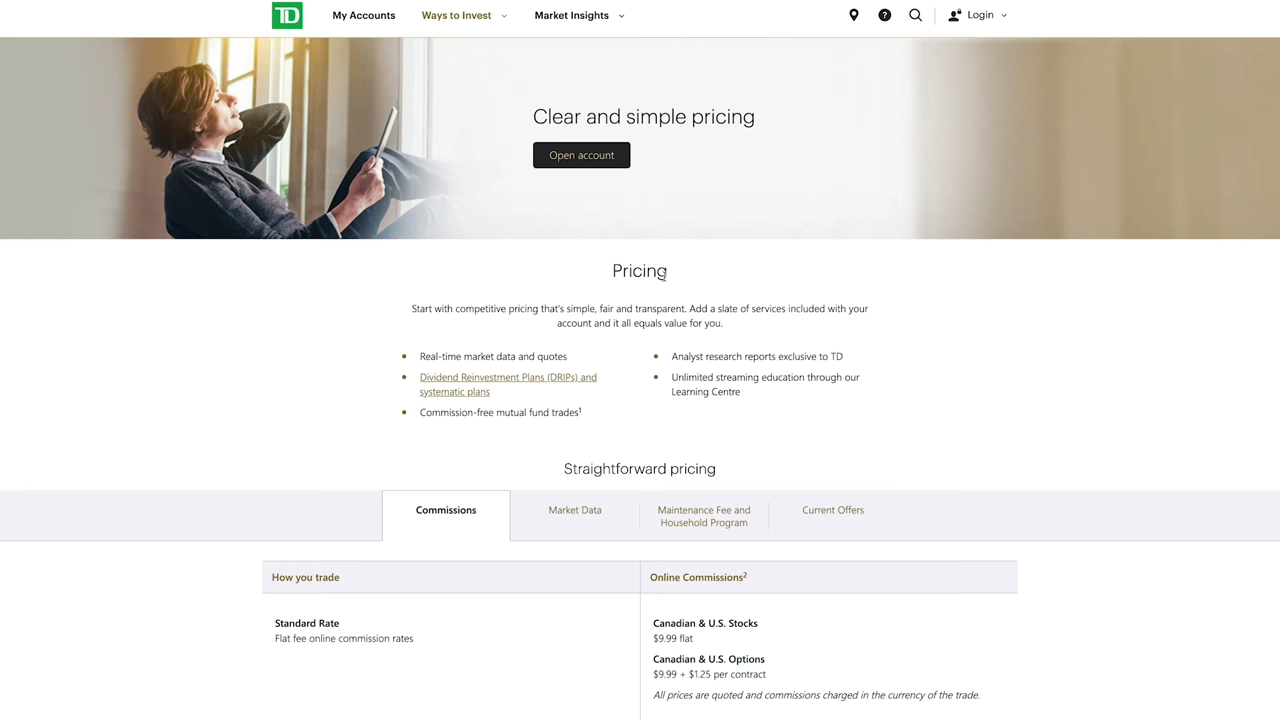 TD
My Accounts
Ways to Invest
Market Insights
?
Login
Clear and simple pricing
Open account
Pricing
Start with competitive pricing that's simple, fair and transparent. Add a slate of services included with your
account and it all equals value for you.
Real-time market data and quotes
Dividend Reinvestment Plans (DRIPs) and
systematic plans
Commission-free mutual fund trades1
Analyst research reports exclusive to TD
Unlimited streaming education through our
Learning Centre
Straightforward pricing
Commissions
Market Data
Maintenance Fee and
Household Program
Current Offers
How you trade
Online Commissions2
Standard Rate
Flat fee online commission rates
Canadian & U.S. Stocks
$9.99 flat
Canadian & U.S. Options
$9.99 + $1.25 per contract
All prices are quoted and commissions charged in the currency of the trade.